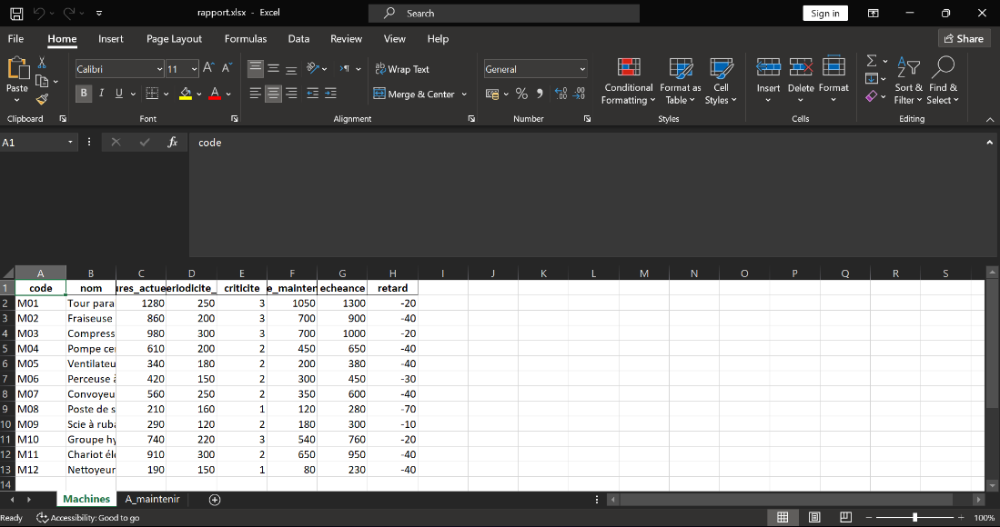 rapport.xlsx - Excel
Search
Sign in
File Home Insert Page Layout Formulas Data Review View Help
Share
Paste
Calibri 11
Wrap Text
Merge & Center
General
Conditional Formatting
Format as Table
Cell Styles
Insert Delete Format
Sort & Filter
Find & Select
Clipboard Font Alignment Number Styles Cells Editing
A1 fx code
A B C D E F G H I J K L M N O P Q R S
1 code nom ures_actue eriodicite_ criticite e_mainten echeance retard
2 M01 Tour para 1280 250 3 1050 1300 -20
3 M02 Fraiseuse 860 200 3 700 900 -40
4 M03 Compress 980 300 3 700 1000 -20
5 M04 Pompe cen 610 200 2 450 650 -40
6 M05 Ventilateu 340 180 2 200 380 -40
7 M06 Perceuse à 420 150 2 300 450 -30
8 M07 Convoyeu 560 250 2 350 600 -40
9 M08 Poste de s 210 160 1 120 280 -70
10 M09 Scie à ruba 290 120 2 180 300 -10
11 M10 Groupe hy 740 220 3 540 760 -20
12 M11 Chariot éle 910 300 2 650 950 -40
13 M12 Nettoyeur 190 150 1 80 230 -40
14
Machines A_maintenir
Ready Accessibility: Good to go 100%